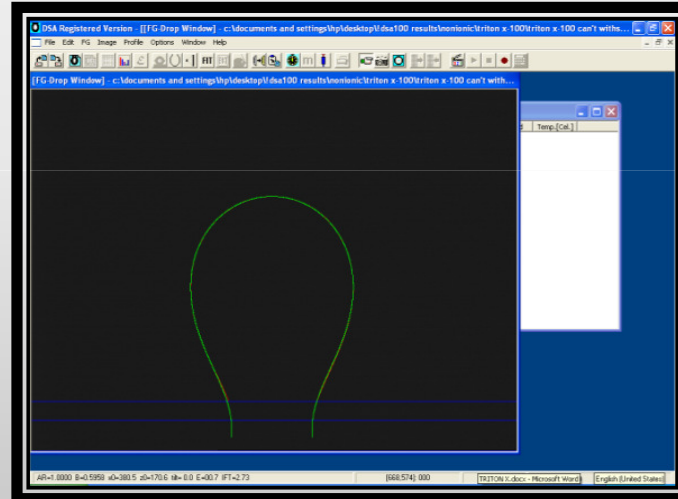 DSA Registered Version - [[FG-Drop Window] - c:\documents and settings\hp\desktop\!dsa100 results\nonionic\triton x-100\triton x-100 can't withs...
File Edit FG Image Profile Options Window Help
FIT
[FG-Drop Window] - c:\documents and settings\hp\desktop\!dsa100 results\nonionic\triton x-100\triton x-100 can't with...
Temp.[Cel.]
AR=1.0000 B=0.5958 x0=380.5 z0=170.6 tilt= 0.0 E=00.7 IFT=2.73
(668,574): 000
TRITON X.docx - Microsoft Word
English (United States)